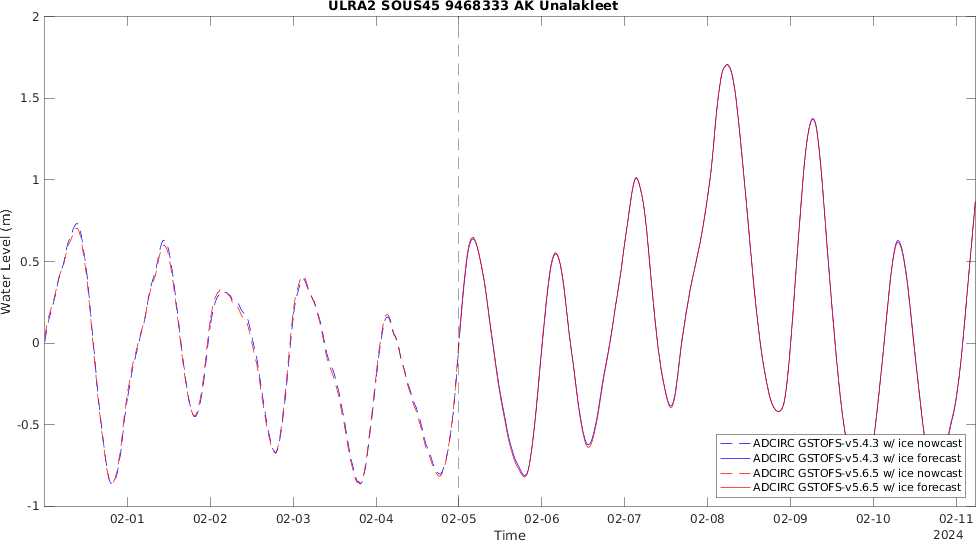 ULRA2 SOUS45 9468333 AK Unalakleet
2
1.5
1
0.5
0
-0.5
-1
Water Level (m)
ADCIRC GSTOFS-v5.4.3 w/ ice nowcast
ADCIRC GSTOFS-v5.4.3 w/ ice forecast
ADCIRC GSTOFS-v5.6.5 w/ ice nowcast
ADCIRC GSTOFS-v5.6.5 w/ ice forecast
02-01 02-02 02-03 02-04 02-05 02-06 02-07 02-08 02-09 02-10 02-11
Time 2024